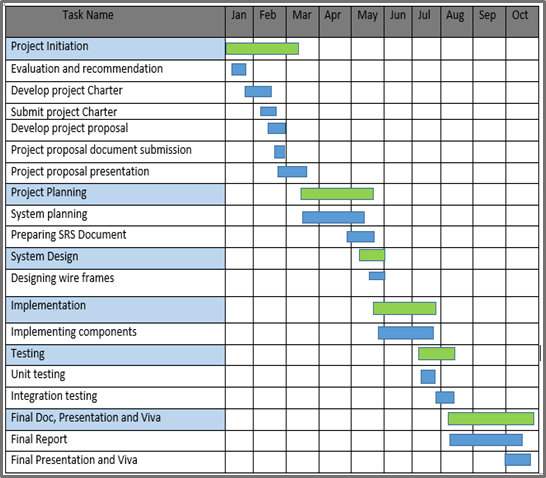 Task Name Jan Feb Mar Apr May Jun Jul Aug Sep Oct
Project Initiation
Evaluation and recommendation
Develop project Charter
Submit project Charter
Develop project proposal
Project proposal document submission
Project proposal presentation
Project Planning
System planning
Preparing SRS Document
System Design
Designing wire frames
Implementation
Implementing components
Testing
Unit testing
Integration testing
Final Doc, Presentation and Viva
Final Report
Final Presentation and Viva